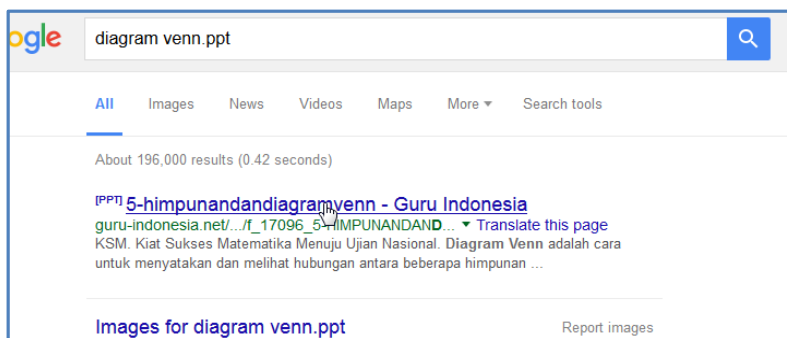 ogle diagram venn.ppt
All Images News Videos Maps More Search tools
About 196,000 results (0.42 seconds)
[PPT] 5-himpunandandiagramvenn - Guru Indonesia
guru-indonesia.net/.../f_17096_5-HIMPUNANDAND... Translate this page
KSM. Kiat Sukses Matematika Menuju Ujian Nasional. Diagram Venn adalah cara
untuk menyatakan dan melihat hubungan antara beberapa himpunan ...
Images for diagram venn.ppt Report images